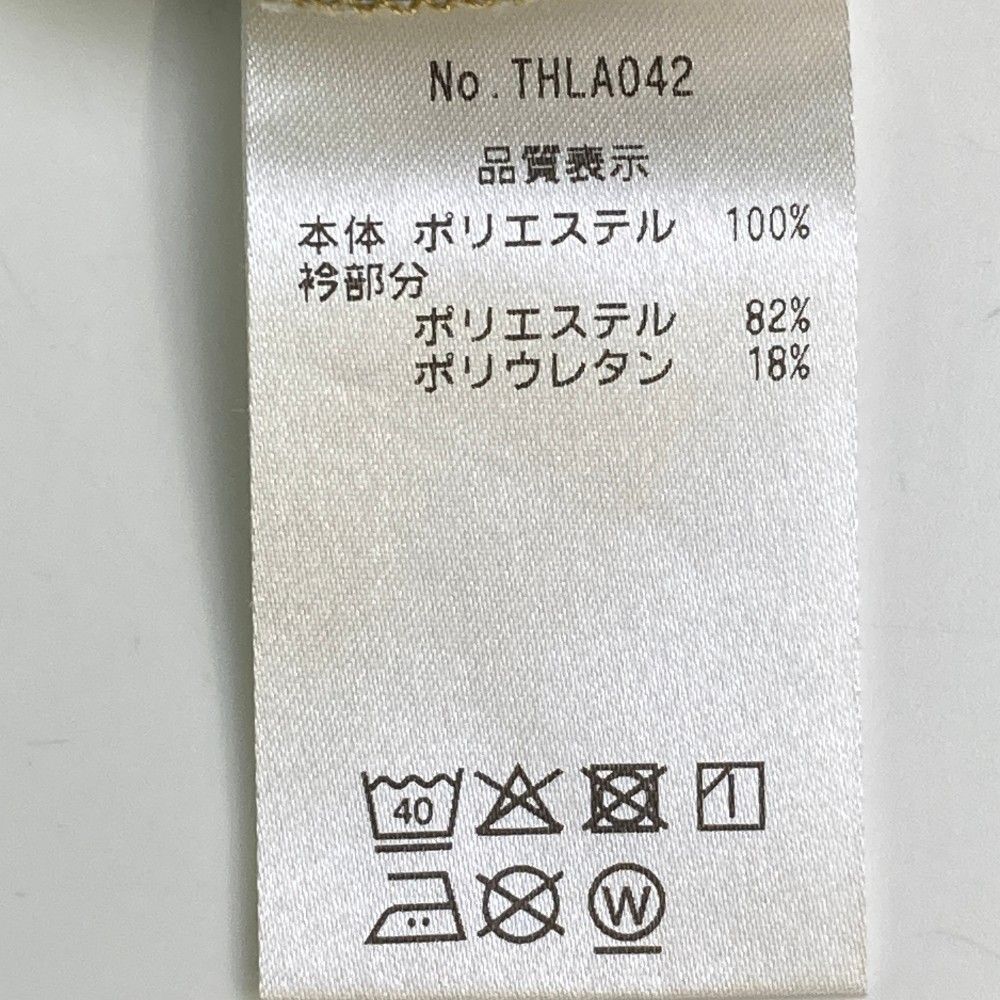 No.THLA042
品質表示
本体 ポリエステル 100%
衿部分
ポリエステル 82%
ポリウレタン 18%
40
W